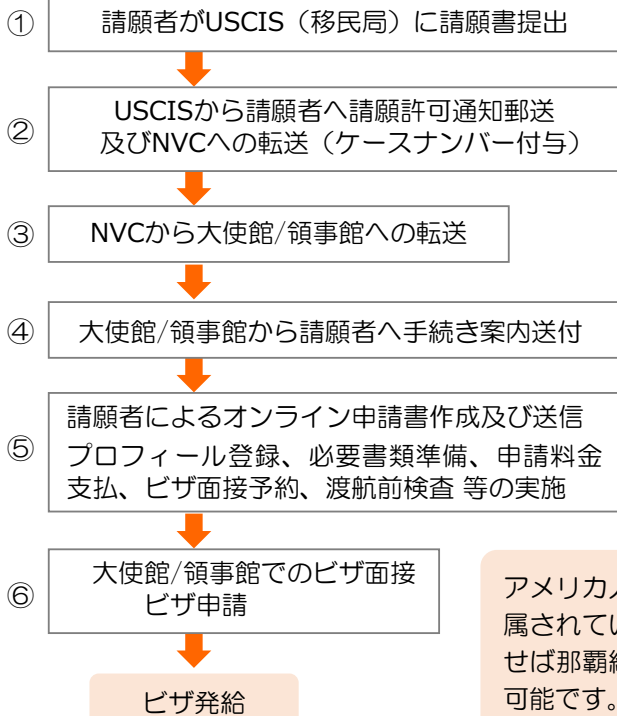 ① 請願者がUSCIS（移民局）に請願書提出
② USCISから請願者へ請願許可通知郵送
及びNVCへの転送（ケースナンバー付与）
③ NVCから大使館/領事館への転送
④ 大使館/領事館から請願者へ手続き案内送付
⑤ 請願者によるオンライン申請書作成及び送信
プロフィール登録、必要書類準備、申請料金
支払、ビザ面接予約、渡航前検査 等の実施
⑥ 大使館/領事館でのビザ面接
ビザ申請
ビザ発給
アメリカ人
属されてい
せば那覇
可能です。